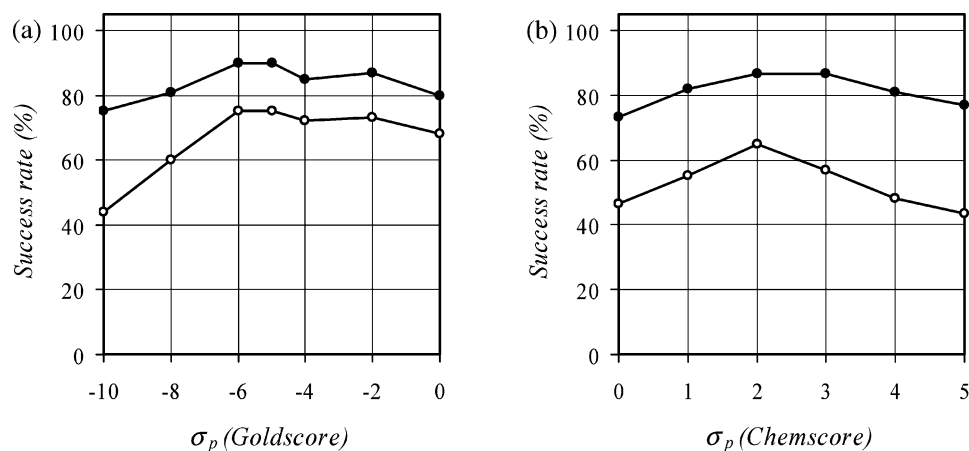 (a)
100
80
60
40
20
0
Success rate (%)
-10 -8 -6 -4 -2 0
σp (Goldscore)
(b)
100
80
60
40
20
0
Success rate (%)
0 1 2 3 4 5
σp (Chemscore)